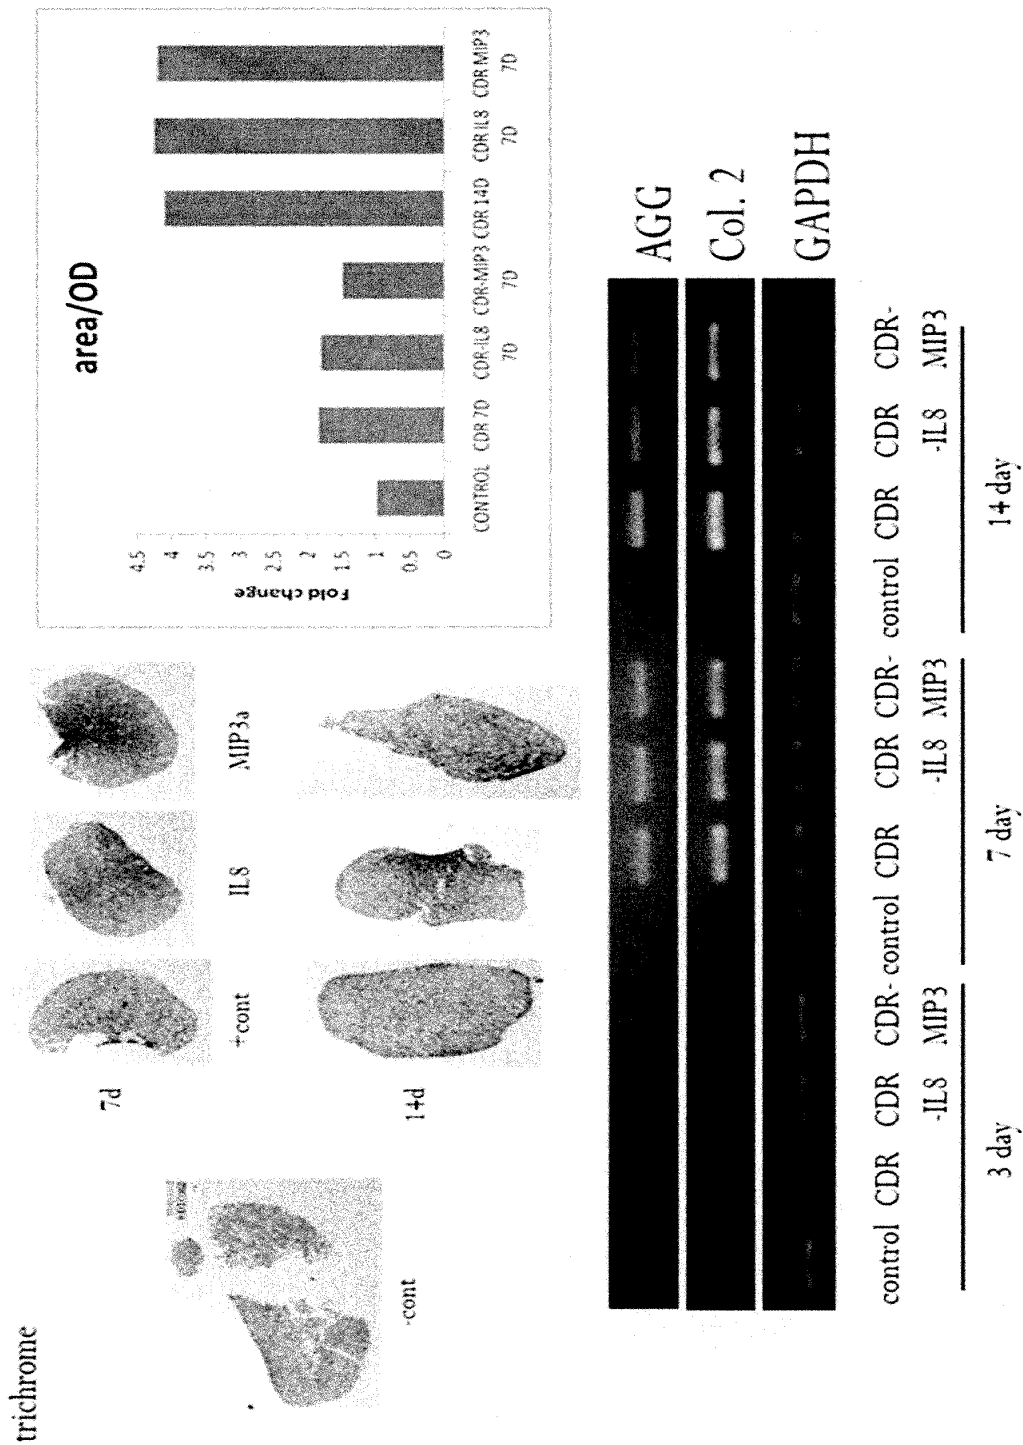 trichrome
-cont
7d
+cont
IL8
MIP3a
14d
area/OD
Fold change
4.5
4
3.5
3
2.5
2
1.5
1
0.5
0
CONTROL CDR 7D CDR-IL8 CDR-MIP3 CDR 14D CDR IL8 CDR MIP3
7D 7D 7D 7D
AGG
Col. 2
GAPDH
control CDR CDR CDR- control CDR CDR CDR- control CDR CDR CDR-
-IL8 MIP3 -IL8 MIP3 -IL8 MIP3
3 day 7 day 14 day